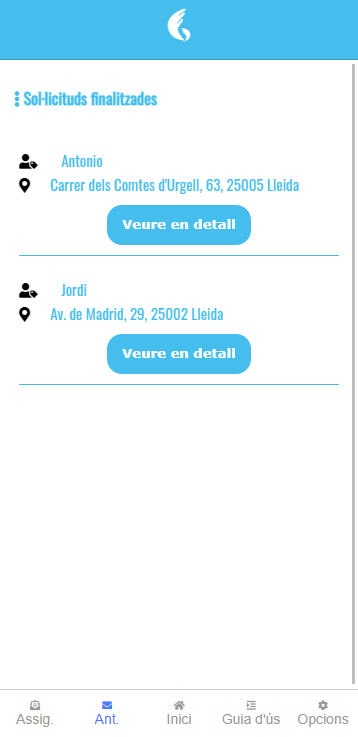 Sol·licituds finalitzades
Antonio
Carrer dels Comtes d'Urgell, 63, 25005 Lleida
Veure en detall
Jordi
Av. de Madrid, 29, 25002 Lleida
Veure en detall
Assig. Ant. Inici Guia d'ús Opcions